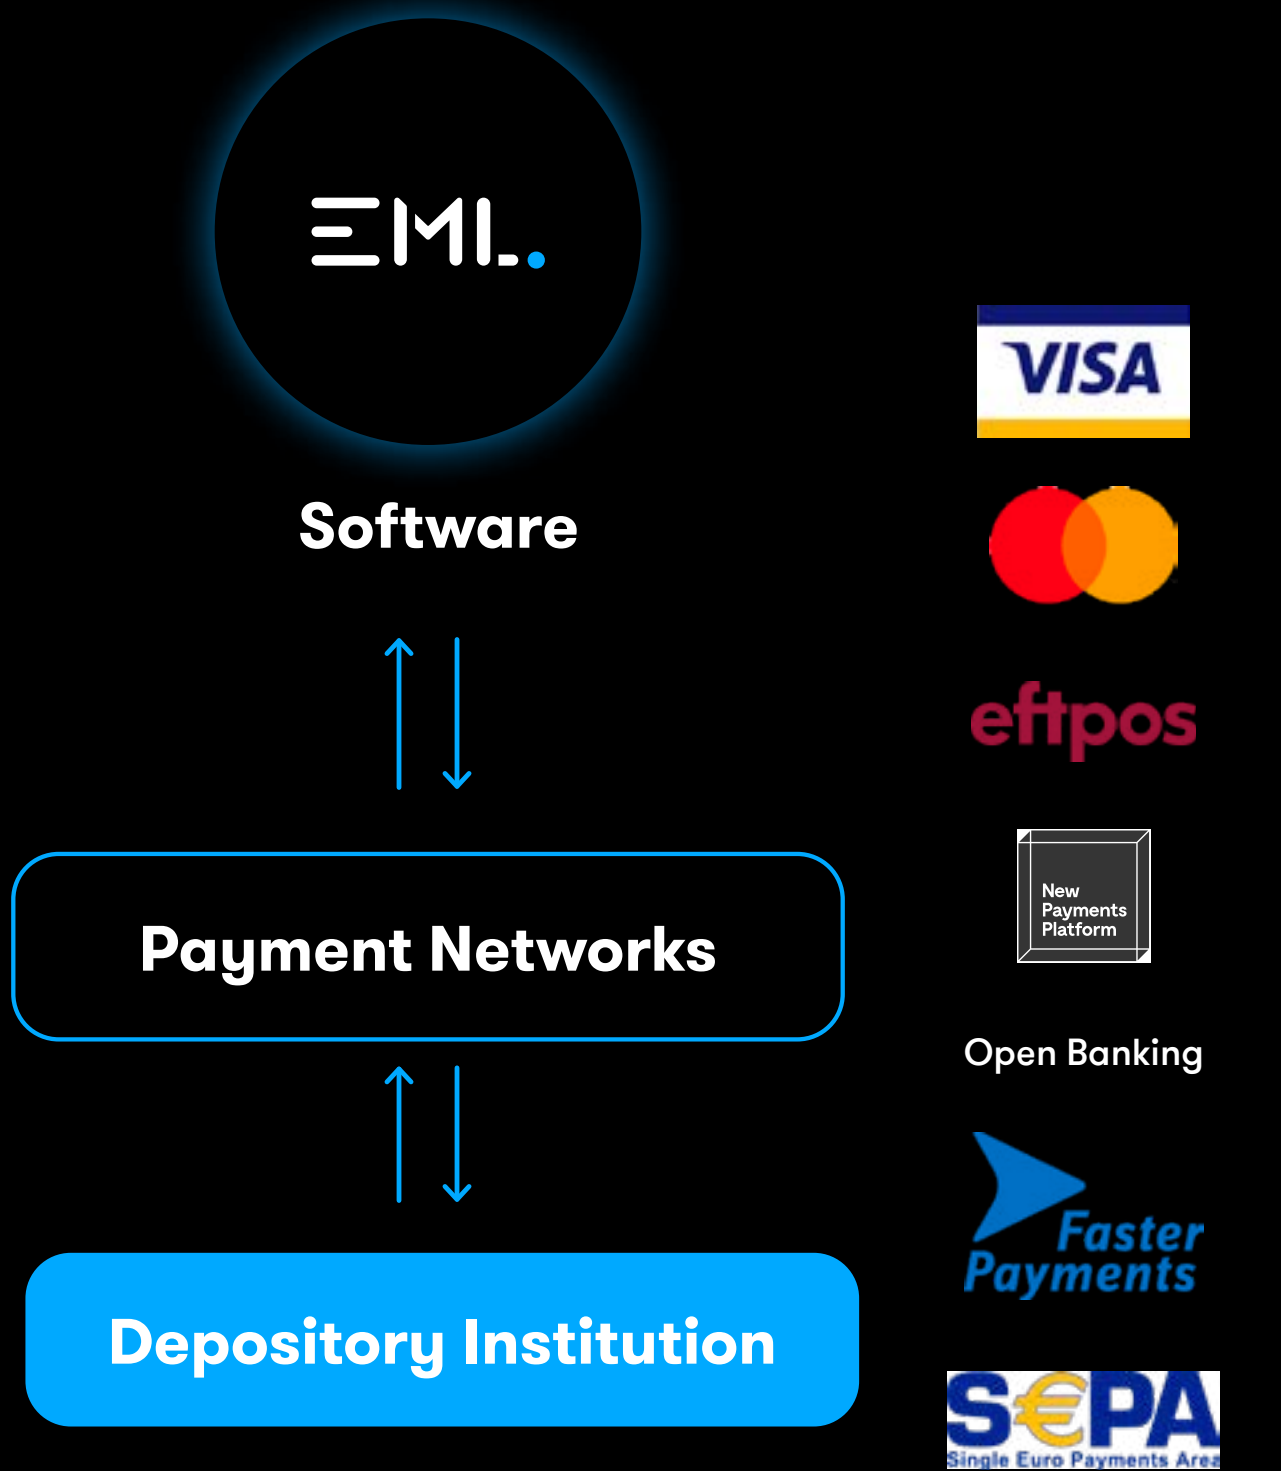 EML.
Software
Payment Networks
Depository Institution
VISA
eftpos
New
Payments
Platform
Open Banking
Faster
Payments
S€PA
Single Euro Payments Area